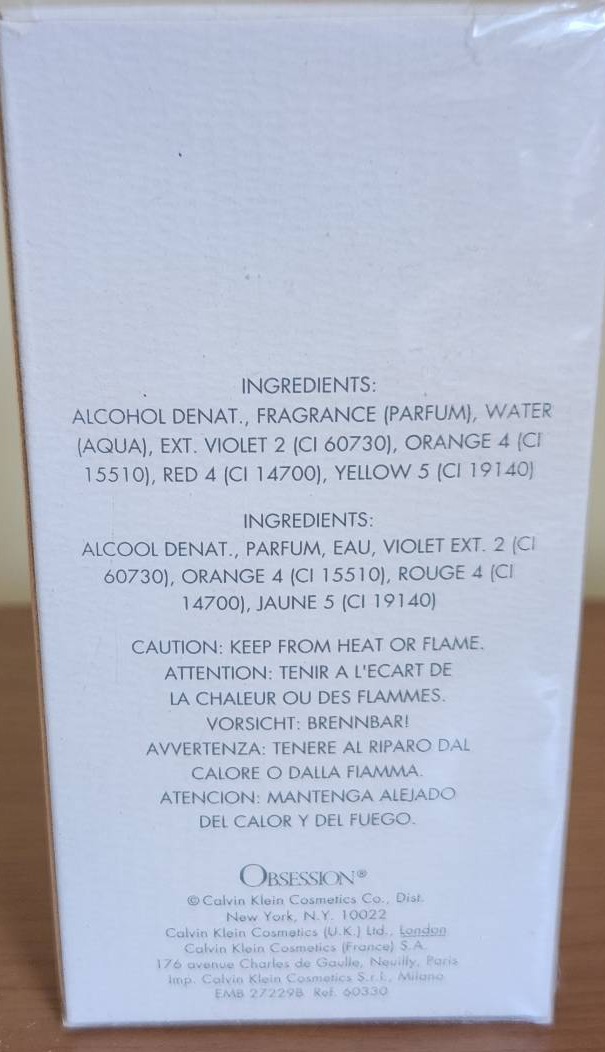 INGREDIENTS:
ALCOHOL DENAT., FRAGRANCE (PARFUM), WATER
(AQUA), EXT. VIOLET 2 (CI 60730), ORANGE 4 (CI
15510), RED 4 (CI 14700), YELLOW 5 (CI 19140)
INGREDIENTS:
ALCOOL DENAT., PARFUM, EAU, VIOLET EXT. 2 (CI
60730), ORANGE 4 (CI 15510), ROUGE 4 (CI
14700), JAUNE 5 (CI 19140)
CAUTION: KEEP FROM HEAT OR FLAME.
ATTENTION: TENIR A L'ECART DE
LA CHALEUR OU DES FLAMMES.
VORSICHT: BRENNBAR!
AVVERTENZA: TENERE AL RIPARO DAL
CALORE O DALLA FIAMMA.
ATENCION: MANTENGA ALEJADO
DEL CALOR Y DEL FUEGO.
OBSESSION®
© Calvin Klein Cosmetics Co., Dist.
New York, N.Y. 10022
Calvin Klein Cosmetics (U.K.) Ltd., London
Calvin Klein Cosmetics (France) S.A.
176 avenue Charles de Gaulle, Neuilly, Paris
Imp. Calvin Klein Cosmetics S.r.l., Milano
EMB 27229B Ref. 60330